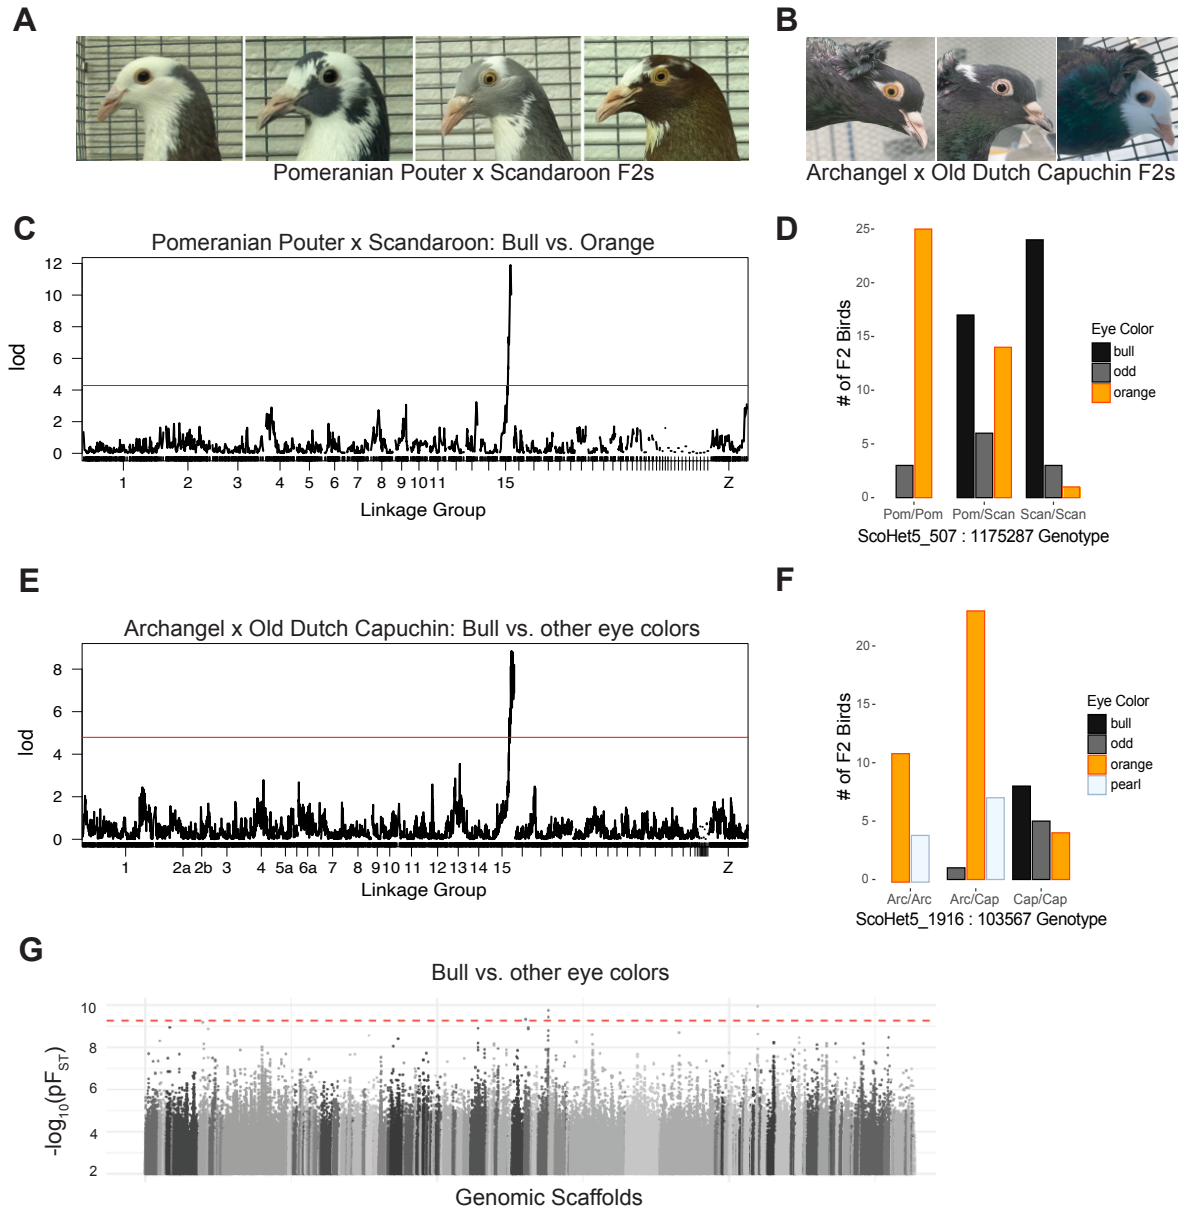 A
B
Pomeranian Pouter x Scandaroon F2s
Archangel x Old Dutch Capuchin F2s
C
Pomeranian Pouter x Scandaroon: Bull vs. Orange
12
10
8
6
4
2
0
lod
1 2 3 4 5 6 7 8 9 10 11 15 Z
Linkage Group
D
25
20
15
10
5
0
# of F2 Birds
Pom/Pom Pom/Scan Scan/Scan
ScoHet5_507 : 1175287 Genotype
Eye Color
bull
odd
orange
E
Archangel x Old Dutch Capuchin: Bull vs. other eye colors
8
6
4
2
0
lod
1 2a 2b 3 4 5a 6a 7 8 9 10 11 12 13 14 15 Z
Linkage Group
F
20
15
10
5
0
# of F2 Birds
Arc/Arc Arc/Cap Cap/Cap
ScoHet5_1916 : 103567 Genotype
Eye Color
bull
odd
orange
pearl
G
Bull vs. other eye colors
10
8
6
4
2
-log10(pFST)
Genomic Scaffolds